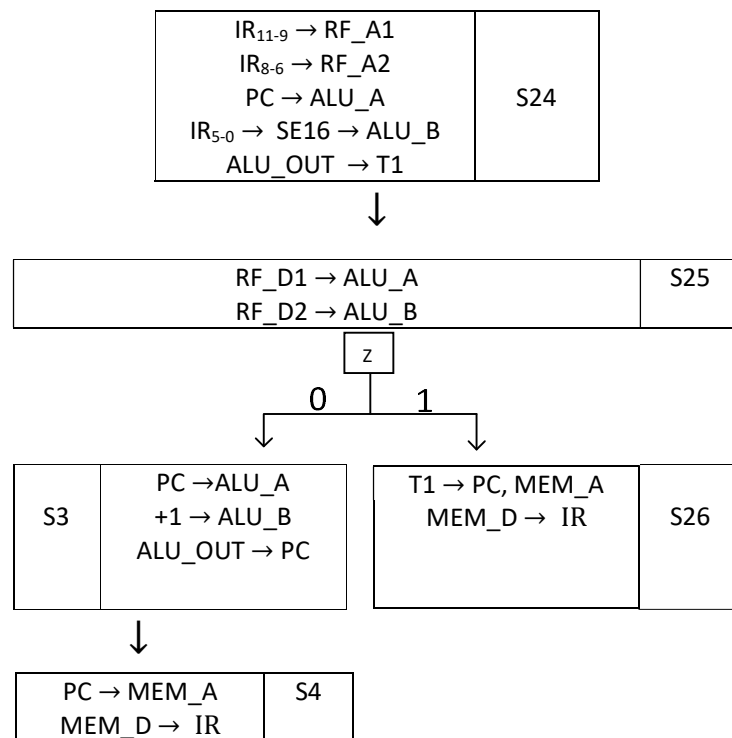 IR₁₁₋₉ → RF_A1
IR₈₋₆ → RF_A2
PC → ALU_A
IR₅₋₀ → SE16 → ALU_B
ALU_OUT → T1
S24
RF_D1 → ALU_A
RF_D2 → ALU_B
S25
z
0 1
S3
PC →ALU_A
+1 → ALU_B
ALU_OUT → PC
T1 → PC, MEM_A
MEM_D → IR
S26
PC → MEM_A
MEM_D → IR
S4